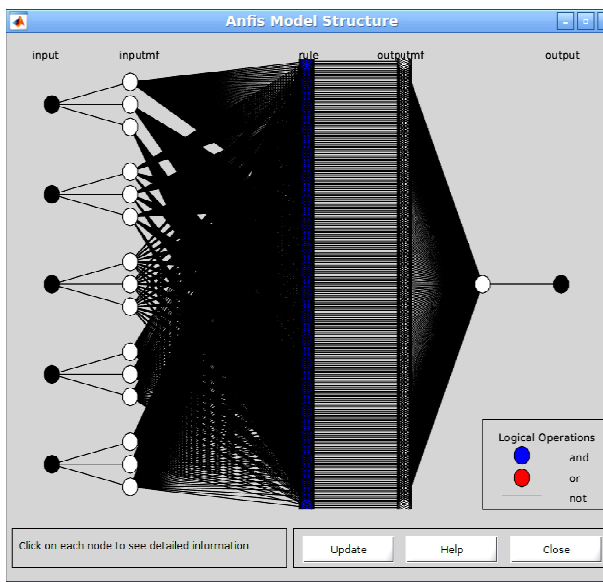 Anfis Model Structure
input inputmf rule outputmf output
Logical Operations
and
or
not
Click on each node to see detailed information
Update Help Close